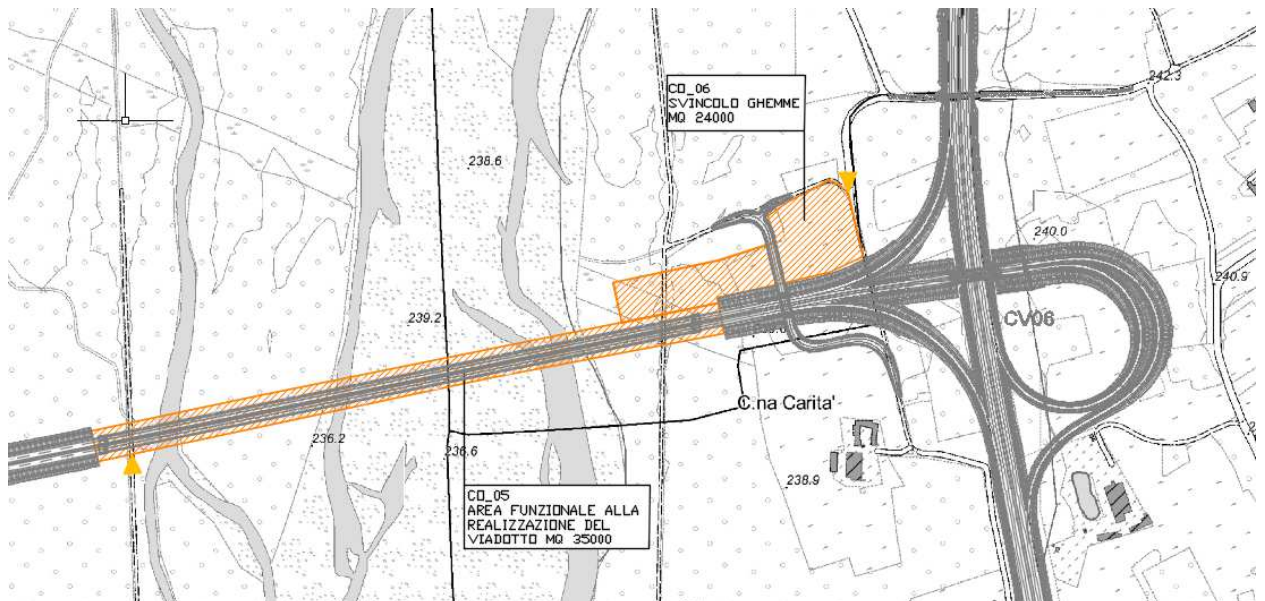 242.3
CO_06
SVINCOLO GHEMME
MQ 24000
238.6
240.0
240.9
239.2
CV06
C.na Carita'
236.2
236.6
238.9
CO_05
AREA FUNZIONALE ALLA
REALIZZAZIONE DEL
VIADOTTO MQ 35000